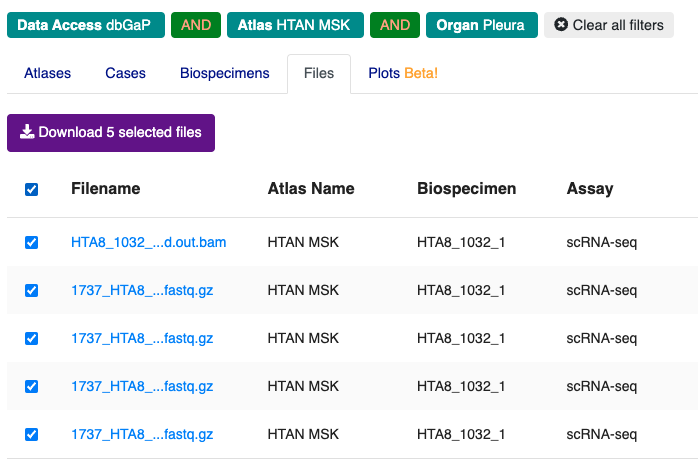 Data Access dbGaP AND Atlas HTAN MSK AND Organ Pleura Clear all filters
Atlases Cases Biospecimens Files Plots Beta!
Download 5 selected files
Filename Atlas Name Biospecimen Assay
HTA8_1032_...d.out.bam HTAN MSK HTA8_1032_1 scRNA-seq
1737_HTA8_...fastq.gz HTAN MSK HTA8_1032_1 scRNA-seq
1737_HTA8_...fastq.gz HTAN MSK HTA8_1032_1 scRNA-seq
1737_HTA8_...fastq.gz HTAN MSK HTA8_1032_1 scRNA-seq
1737_HTA8_...fastq.gz HTAN MSK HTA8_1032_1 scRNA-seq